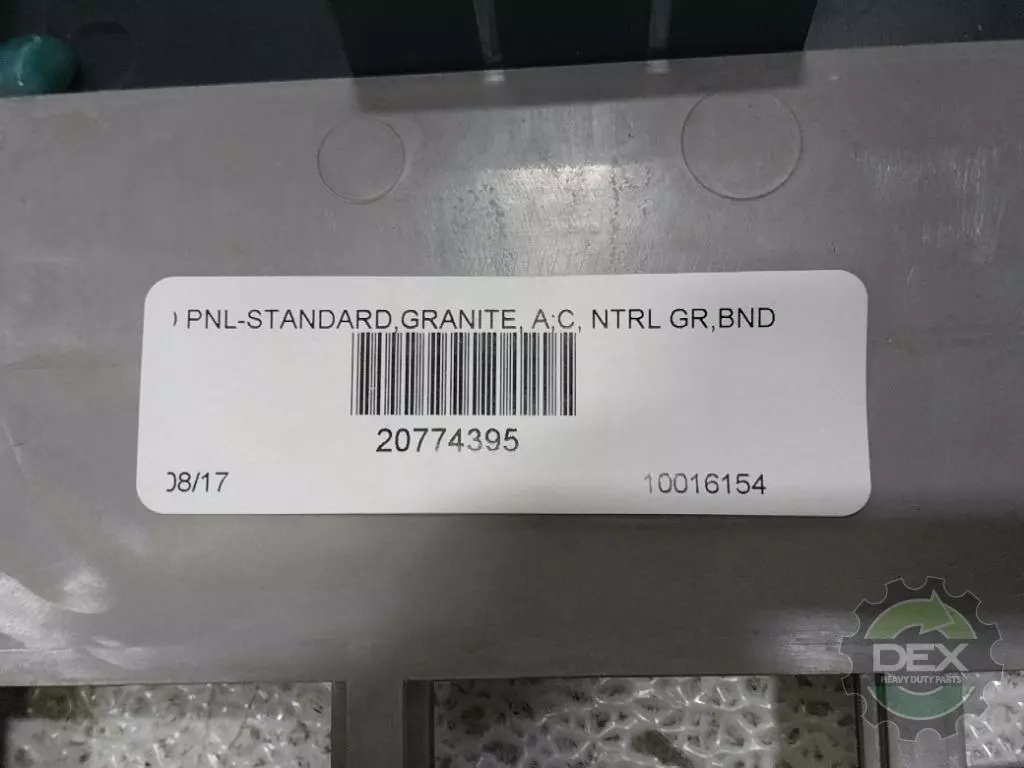 ) PNL-STANDARD,GRANITE, A;C, NTRL GR,BND
20774395
08/17
10016154
DEX
HEAVY DUTY PARTS